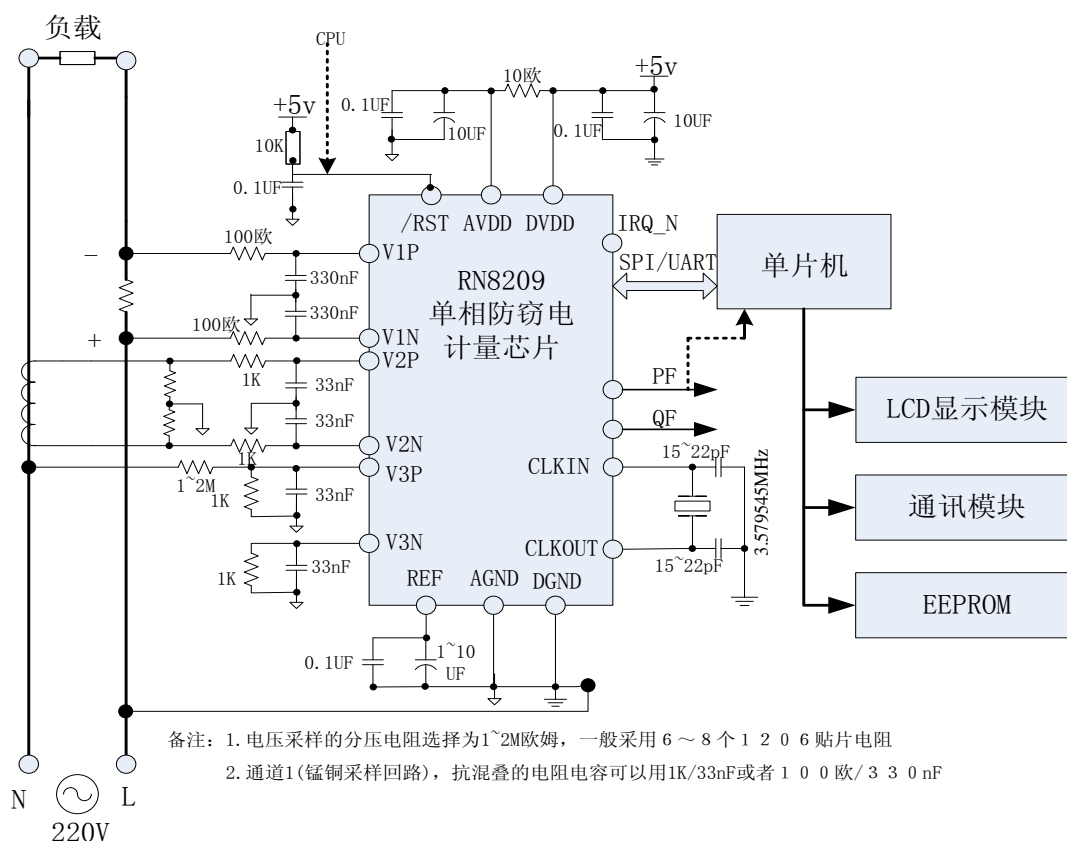 负载
CPU
+5v
10K
0.1UF
0.1UF
10UF
10欧
+5v
0.1UF
10UF
/RST AVDD DVDD
IRQ_N
SPI/UART
单片机
RN8209
单相防窃电
计量芯片
100欧
V1P
−
330nF
330nF
+
100欧
V1N
V2P
1K
33nF
33nF
V2N
1K
V3P
1~2M
1K
33nF
V3N
1K
33nF
PF
QF
CLKIN
15~22pF
3.579545MHz
CLKOUT
15~22pF
REF AGND DGND
0.1UF
1~10
UF
LCD显示模块
通讯模块
EEPROM
备注: 1.电压采样的分压电阻选择为1~2M欧姆, 一般采用6~8个1206贴片电阻
2.通道1(锰铜采样回路), 抗混叠的电阻电容可以用1K/33nF或者100欧/330nF
N L
220V